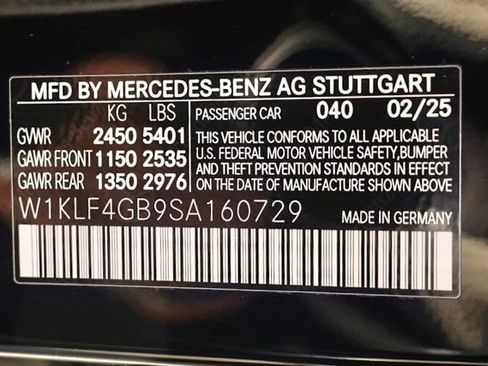 MFD BY MERCEDES-BENZ AG STUTTGART
KG LBS PASSENGER CAR 040 02/25
GVWR 2450 5401 THIS VEHICLE CONFORMS TO ALL APPLICABLE
GAWR FRONT 1150 2535 U.S. FEDERAL MOTOR VEHICLE SAFETY, BUMPER
GAWR REAR 1350 2976 AND THEFT PREVENTION STANDARDS IN EFFECT
ON THE DATE OF MANUFACTURE SHOWN ABOVE
W1KLF4GB9SA160729 MADE IN GERMANY